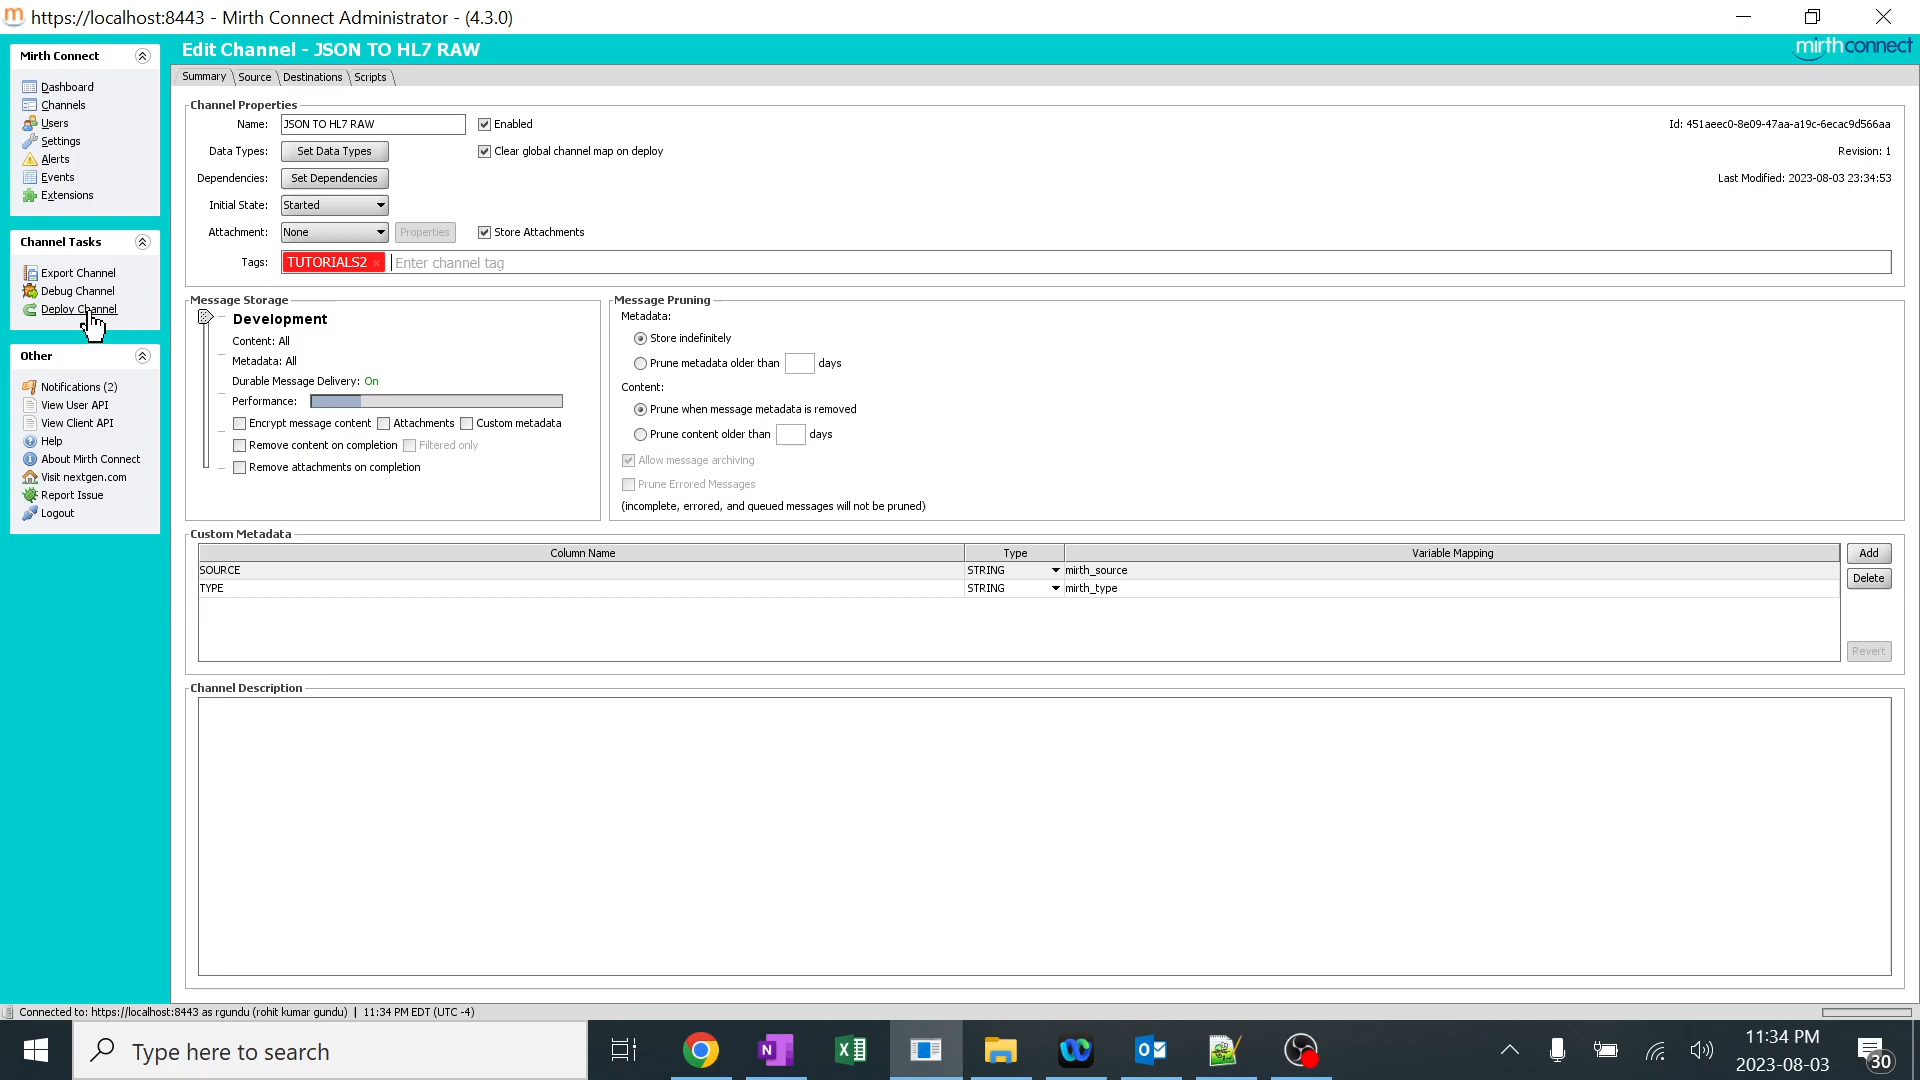 https://localhost:8443 - Mirth Connect Administrator - (4.3.0)
Mirth Connect
Dashboard
Channels
Users
Settings
Alerts
Events
Extensions
Channel Tasks
Export Channel
Debug Channel
Deploy Channel
Other
Notifications (2)
View User API
View Client API
Help
About Mirth Connect
Visit nextgen.com
Report Issue
Logout
Edit Channel - JSON TO HL7 RAW
mirthconnect
Summary Source Destinations Scripts
Channel Properties
Name: JSON TO HL7 RAW Enabled Id: 451aeec0-8e09-47aa-a19c-6ecac9d566aa
Data Types: Set Data Types Clear global channel map on deploy Revision: 1
Dependencies: Set Dependencies Last Modified: 2023-08-03 23:34:53
Initial State: Started
Attachment: None Properties Store Attachments
Tags: TUTORIALS2 × Enter channel tag
Message Storage
Development
Content: All
Metadata: All
Durable Message Delivery: On
Performance:
Encrypt message content Attachments Custom metadata
Remove content on completion Filtered only
Remove attachments on completion
Message Pruning
Metadata:
Store indefinitely
Prune metadata older than days
Content:
Prune when message metadata is removed
Prune content older than days
Allow message archiving
Prune Errored Messages
(incomplete, errored, and queued messages will not be pruned)
Custom Metadata
Column Name Type Variable Mapping
SOURCE STRING mirth_source
TYPE STRING mirth_type
Add
Delete
Revert
Channel Description
Connected to: https://localhost:8443 as rgundu (rohit kumar gundu) | 11:34 PM EDT (UTC -4)
Type here to search
11:34 PM
2023-08-03
30